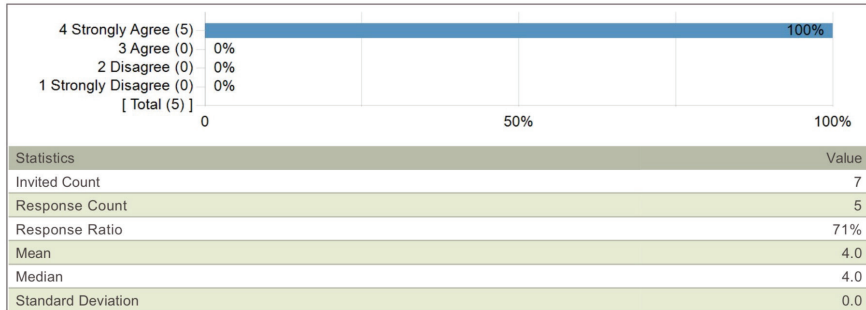 4 Strongly Agree (5) 100%
3 Agree (0) 0%
2 Disagree (0) 0%
1 Strongly Disagree (0) 0%
[ Total (5) ]
0 50% 100%
Statistics Value
Invited Count 7
Response Count 5
Response Ratio 71%
Mean 4.0
Median 4.0
Standard Deviation 0.0